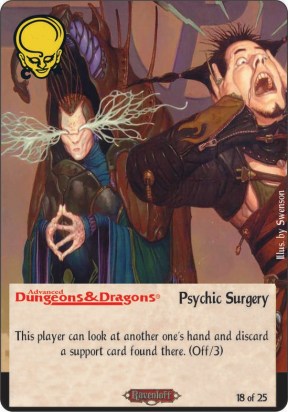 Illus. by Swenson
Advanced
Dungeons&Dragons®
Psychic Surgery
This player can look at another one's hand and discard
a support card found there. (Off/3)
Ravenloft
18 of 25